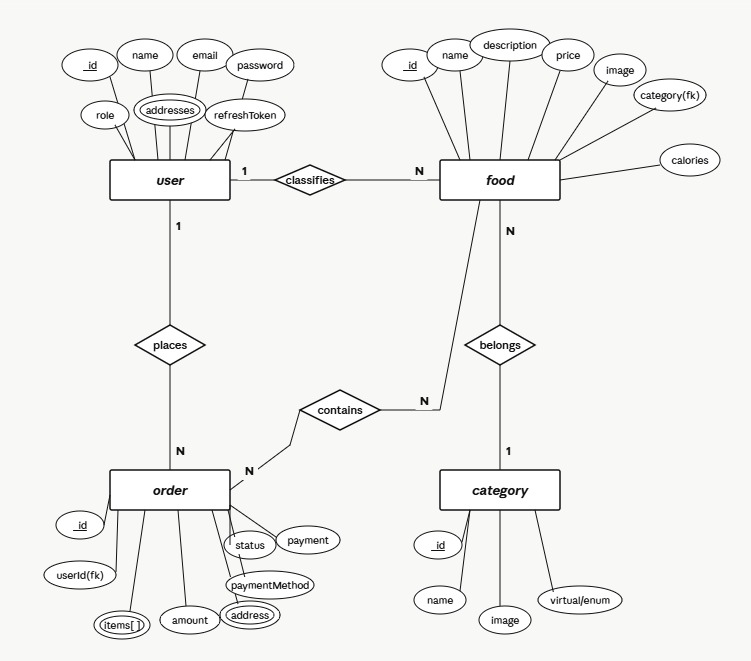 name
email
description
_id
password
_id
name
price
image
role
addresses
refreshToken
category(fk)
calories
1
N
user
classifies
food
1
N
places
belongs
contains
N
N
1
N
order
category
_id
status
payment
_id
userId(fk)
paymentMethod
name
virtual/enum
items[ ]
amount
address
image